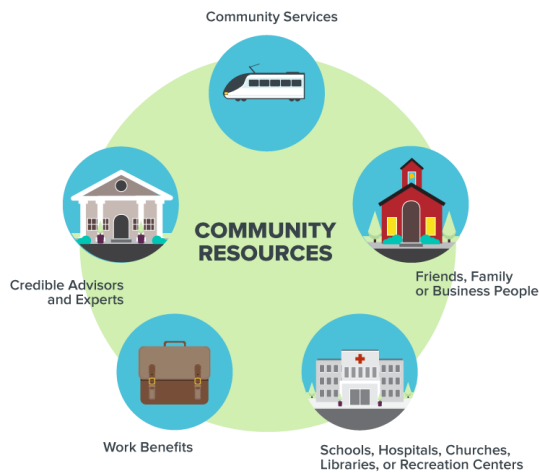 Community Services
COMMUNITY
RESOURCES
Credible Advisors
and Experts
Friends, Family
or Business People
Work Benefits
Schools, Hospitals, Churches,
Libraries, or Recreation Centers